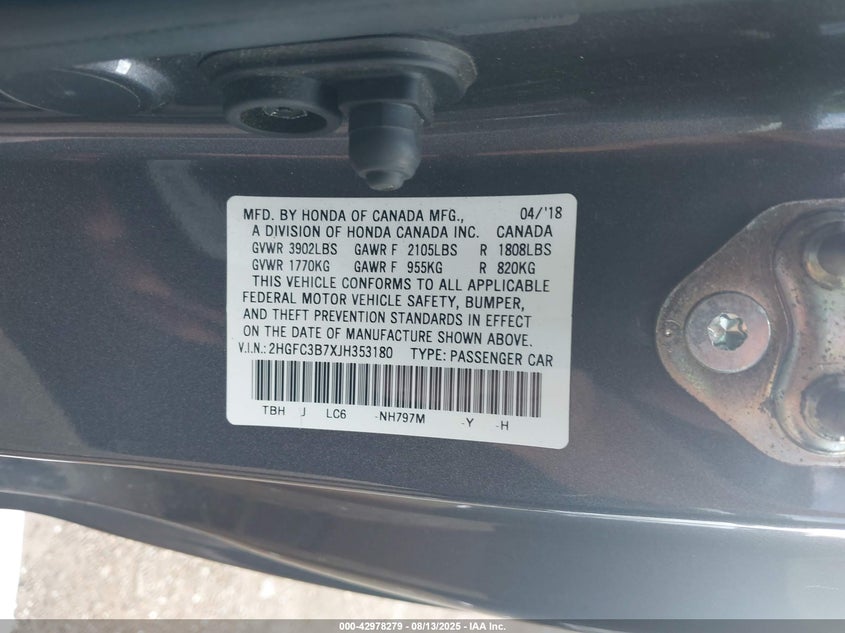 MFD. BY HONDA OF CANADA MFG., 04/'18
A DIVISION OF HONDA CANADA INC. CANADA
GVWR 3902LBS GAWR F 2105LBS R 1808LBS
GVWR 1770KG GAWR F 955KG R 820KG
THIS VEHICLE CONFORMS TO ALL APPLICABLE
FEDERAL MOTOR VEHICLE SAFETY, BUMPER,
AND THEFT PREVENTION STANDARDS IN EFFECT
ON THE DATE OF MANUFACTURE SHOWN ABOVE.
V.I.N.: 2HGFC3B7XJH353180 TYPE: PASSENGER CAR
TBH J LC6 -NH797M -Y -H
000-42978279 - 08/13/2025 - IAA Inc.